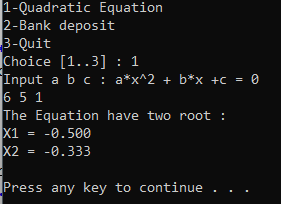 1-Quadratic Equation
2-Bank deposit
3-Quit
Choice [1..3] : 1
Input a b c : a*x^2 + b*x +c = 0
6 5 1
The Equation have two root :
X1 = -0.500
X2 = -0.333
Press any key to continue . . .